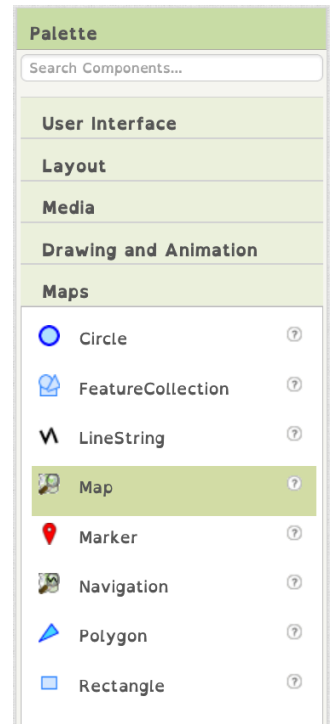 Palette
Search Components...
User Interface
Layout
Media
Drawing and Animation
Maps
Circle ?
FeatureCollection ?
LineString ?
Map ?
Marker ?
Navigation ?
Polygon ?
Rectangle ?